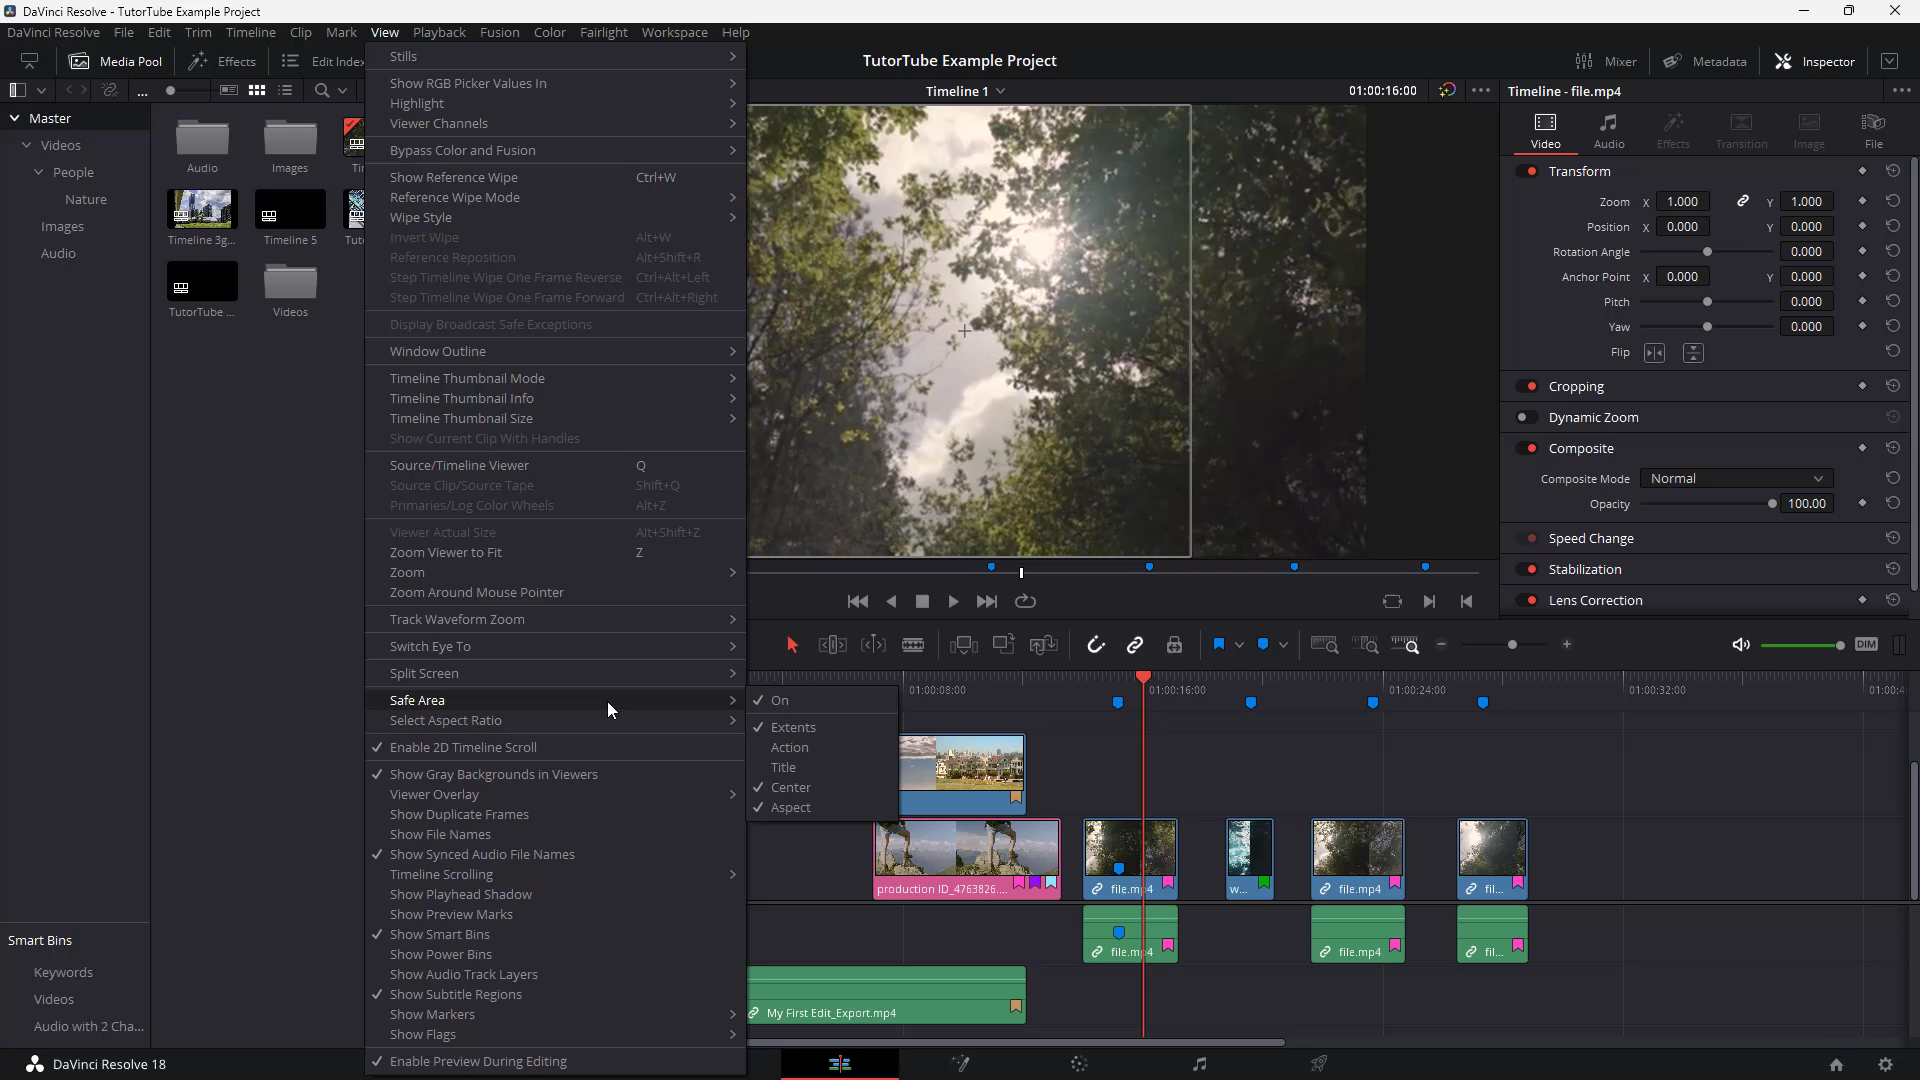 DaVinci Resolve - TutorTube Example Project
DaVinci Resolve File Edit Trim Timeline Clip Mark View Playback Fusion Color Fairlight Workspace Help
Media Pool Effects Edit Index TutorTube Example Project Mixer Metadata Inspector
... Timeline 1 01:00:16:00 Timeline - file.mp4
Master
Videos
People
Nature
Images
Audio
Audio Images
Timeline 3g... Timeline 5
TutorTube ... Videos
Smart Bins
Keywords
Videos
Audio with 2 Cha...
Stills
Show RGB Picker Values In
Highlight
Viewer Channels
Bypass Color and Fusion
Show Reference Wipe Ctrl+W
Reference Wipe Mode
Wipe Style
Invert Wipe Alt+W
Reference Reposition Alt+Shift+R
Step Timeline Wipe One Frame Reverse Ctrl+Alt+Left
Step Timeline Wipe One Frame Forward Ctrl+Alt+Right
Display Broadcast Safe Exceptions
Window Outline
Timeline Thumbnail Mode
Timeline Thumbnail Info
Timeline Thumbnail Size
Show Current Clip With Handles
Source/Timeline Viewer Q
Source Clip/Source Tape Shift+Q
Primaries/Log Color Wheels Alt+Z
Viewer Actual Size Alt+Shift+Z
Zoom Viewer to Fit Z
Zoom
Zoom Around Mouse Pointer
Track Waveform Zoom
Switch Eye To
Split Screen
Safe Area
Select Aspect Ratio
Enable 2D Timeline Scroll
Show Gray Backgrounds in Viewers
Viewer Overlay
Show Duplicate Frames
Show File Names
Show Synced Audio File Names
Timeline Scrolling
Show Playhead Shadow
Show Preview Marks
Show Smart Bins
Show Power Bins
Show Audio Track Layers
Show Subtitle Regions
Show Markers
Show Flags
Enable Preview During Editing
On
Extents
Action
Title
Center
Aspect
Video Audio Effects Transition Image File
Transform
Zoom X 1.000 Y 1.000
Position X 0.000 Y 0.000
Rotation Angle 0.000
Anchor Point X 0.000 Y 0.000
Pitch 0.000
Yaw 0.000
Flip
Cropping
Dynamic Zoom
Composite
Composite Mode Normal
Opacity 100.00
Speed Change
Stabilization
Lens Correction
DIM
01:00:08:00 01:00:16:00 01:00:24:00 01:00:32:00 01:00:4
production ID_4763826.... file.mp4 w... file.mp4 fil...
file.mp4 file.mp4 fil...
My First Edit_Export.mp4
DaVinci Resolve 18